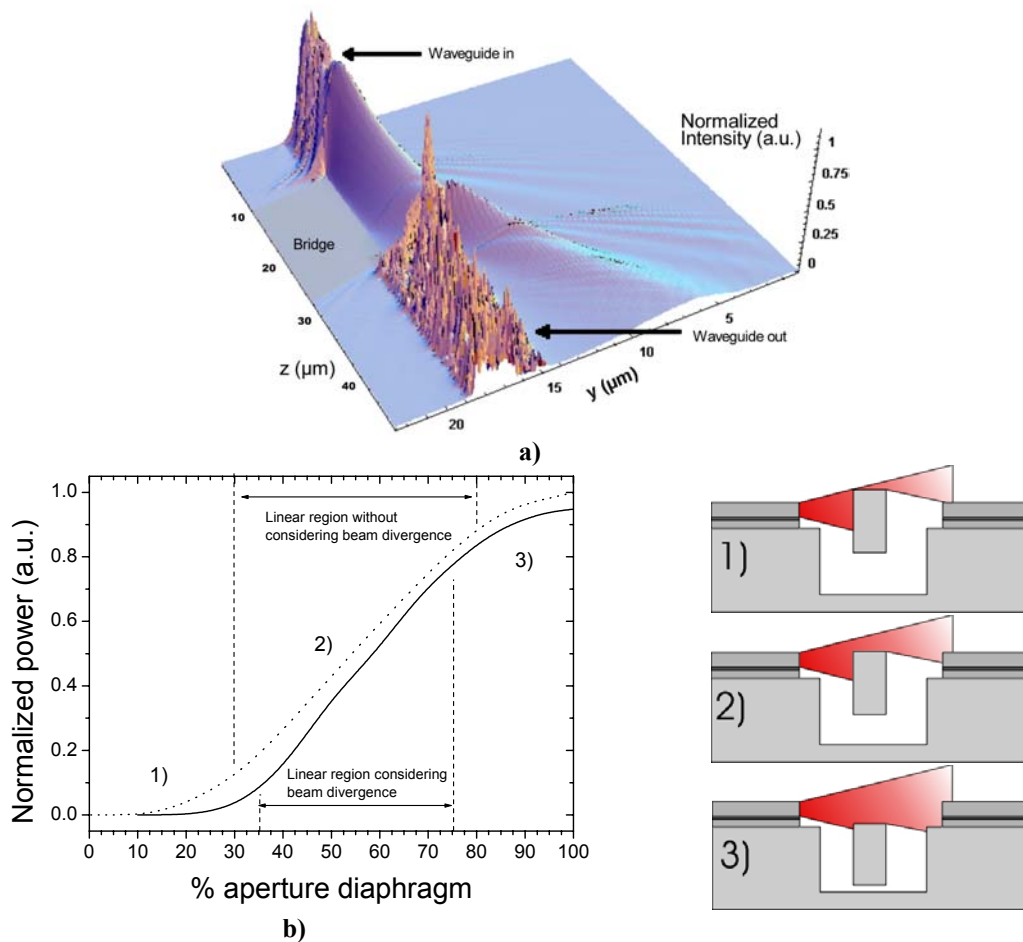 Waveguide in
Normalized
Intensity (a.u.)
1
0.75
0.5
0.25
0
Bridge
10
20
30
40
z (µm)
5
10
15
20
y (µm)
Waveguide out
a)
Normalized power (a.u.)
1.0
0.8
0.6
0.4
0.2
0.0
Linear region without
considering beam divergence
3)
2)
1)
Linear region considering
beam divergence
0 10 20 30 40 50 60 70 80 90 100
% aperture diaphragm
b)
1)
2)
3)